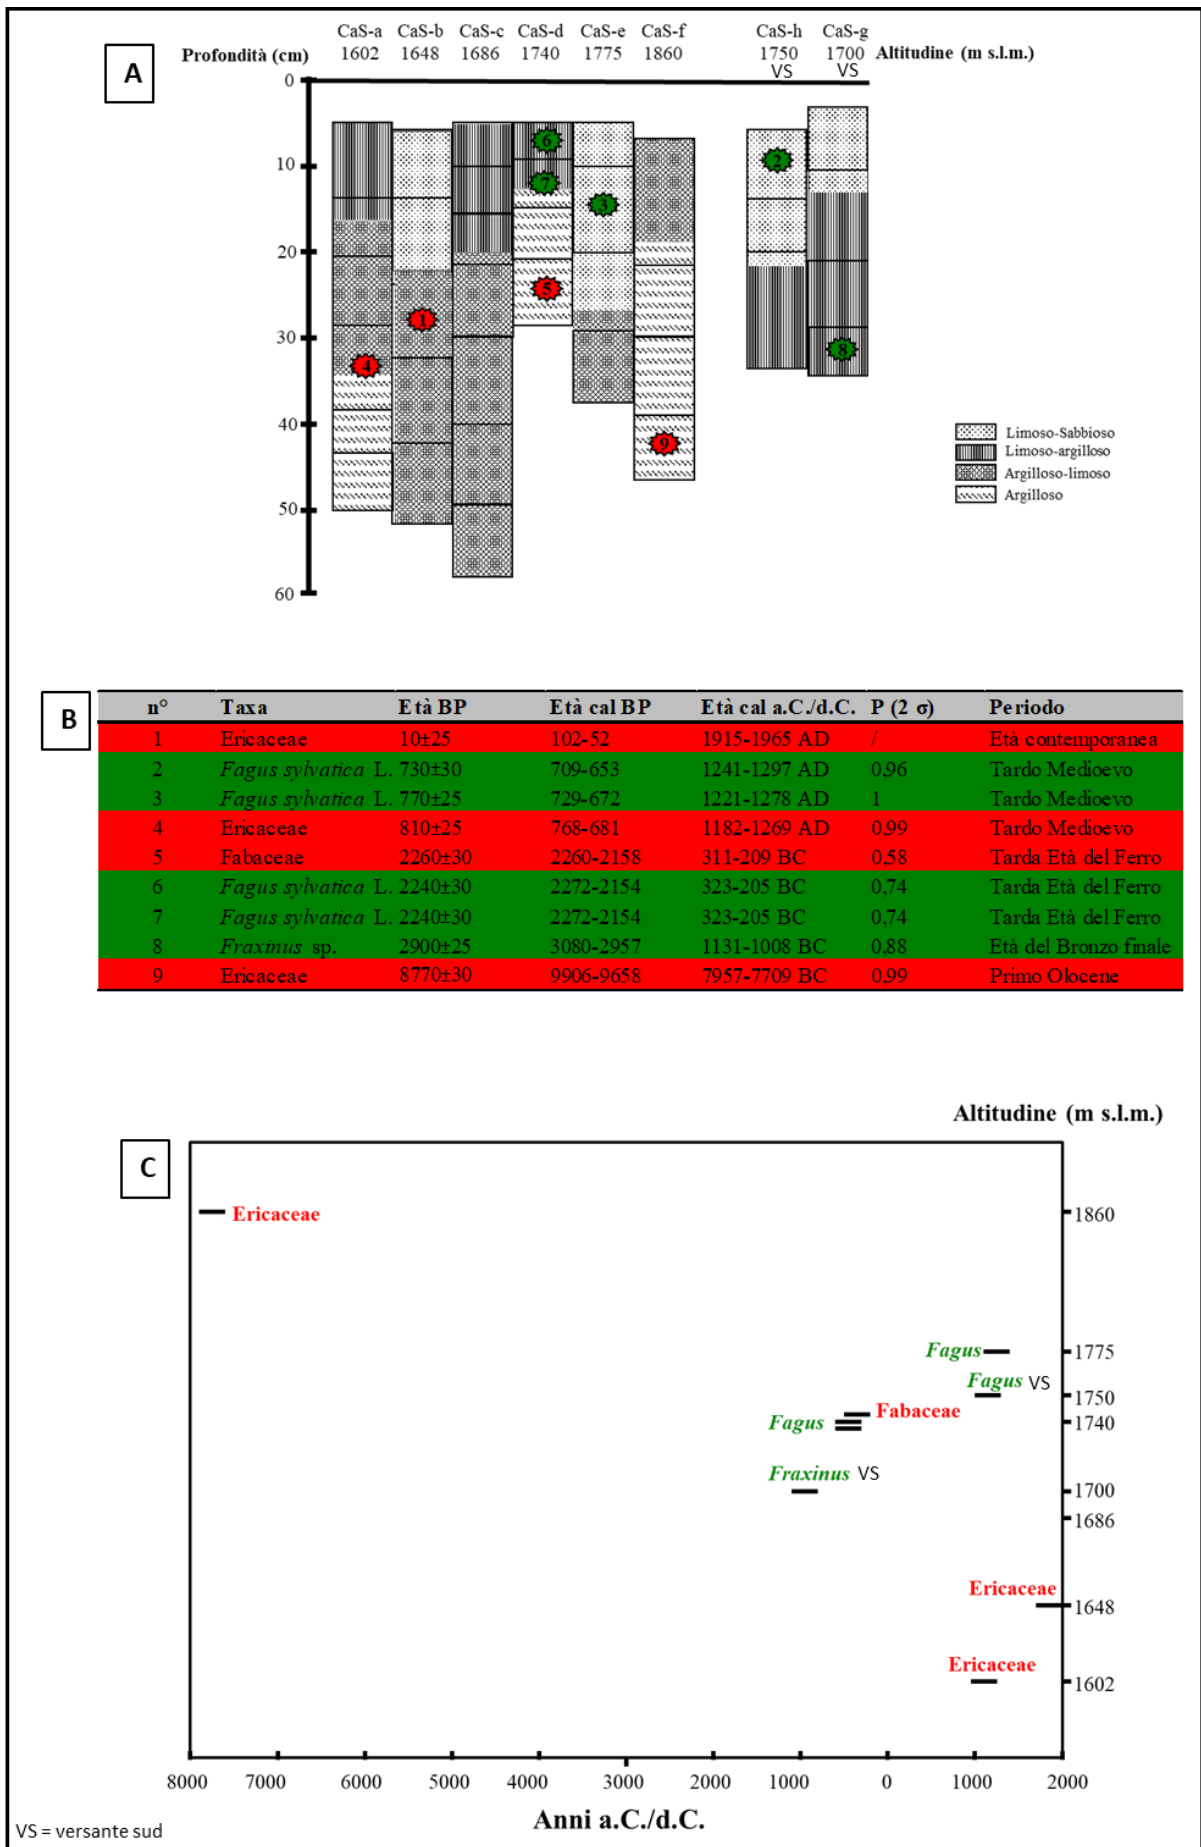 A
CaS-a CaS-b CaS-c CaS-d CaS-e CaS-f CaS-h CaS-g
Profondità (cm) 1602 1648 1686 1740 1775 1860 1750 1700 Altitudine (m s.l.m.)
VS VS
0
10
20
30
40
50
60
6
2
7
3
5
1
8
4
9
Limoso-Sabbioso
Limoso-argilloso
Argilloso-limoso
Argilloso
B
n° Taxa Età BP Età cal BP Età cal a.C./d.C. P (2 σ) Periodo
1 Ericaceae 10±25 102-52 1915-1965 AD / Età contemporanea
2 Fagus sylvatica L. 730±30 709-653 1241-1297 AD 0,96 Tardo Medioevo
3 Fagus sylvatica L. 770±25 729-672 1221-1278 AD 1 Tardo Medioevo
4 Ericaceae 810±25 768-681 1182-1269 AD 0,99 Tardo Medioevo
5 Fabaceae 2260±30 2260-2158 311-209 BC 0,58 Tarda Età del Ferro
6 Fagus sylvatica L. 2240±30 2272-2154 323-205 BC 0,74 Tarda Età del Ferro
7 Fagus sylvatica L. 2240±30 2272-2154 323-205 BC 0,74 Tarda Età del Ferro
8 Fraxinus sp. 2900±25 3080-2957 1131-1008 BC 0,88 Età del Bronzo finale
9 Ericaceae 8770±30 9906-9658 7957-7709 BC 0,99 Primo Olocene
Altitudine (m s.l.m.)
C
Ericaceae 1860
Fagus 1775
Fagus VS
1750
Fabaceae
Fagus 1740
Fraxinus VS
1700
1686
Ericaceae
1648
Ericaceae
1602
8000 7000 6000 5000 4000 3000 2000 1000 0 1000 2000
Anni a.C./d.C.
VS = versante sud